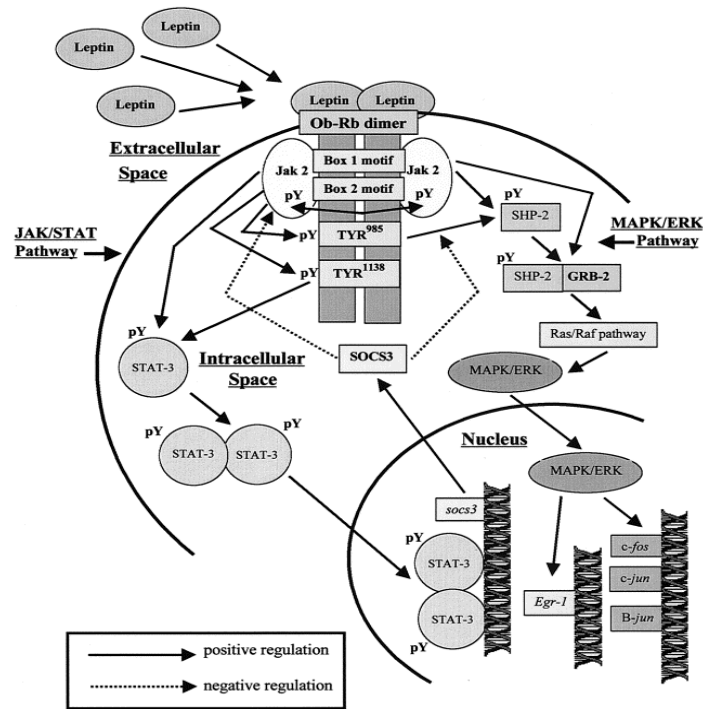 Leptin
Leptin
Leptin
Leptin Leptin
Ob-Rb dimer
Extracellular
Space
Jak 2 Box 1 motif Jak 2
pY Box 2 motif pY
pY TYR985
pY TYR1138
pY
SHP-2
JAK/STAT
Pathway
MAPK/ERK
Pathway
pY
SHP-2 GRB-2
Ras/Raf pathway
MAPK/ERK
SOCS3
Intracellular
Space
pY
STAT-3
pY pY
STAT-3 STAT-3
Nucleus
MAPK/ERK
socs3
pY
STAT-3
STAT-3
pY
Egr-1
c-fos
c-jun
B-jun
positive regulation
negative regulation